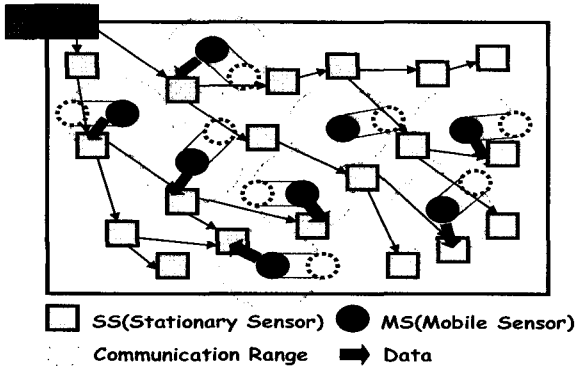 SS(Stationary Sensor)
MS(Mobile Sensor)
Communication Range
Data